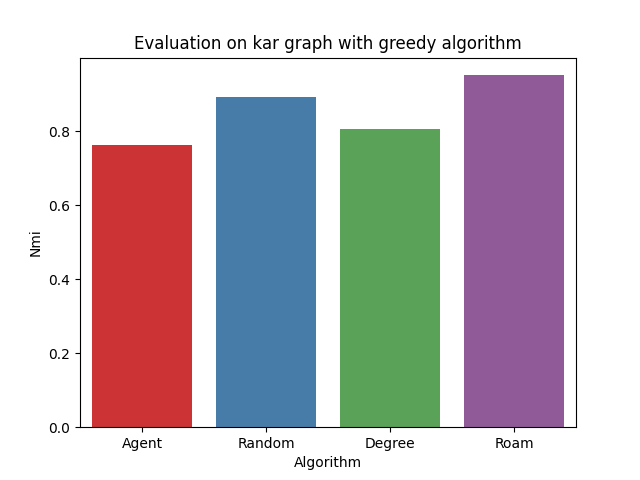 Evaluation on kar graph with greedy algorithm
Nmi
0.8
0.6
0.4
0.2
0.0
Agent Random Degree Roam
Algorithm